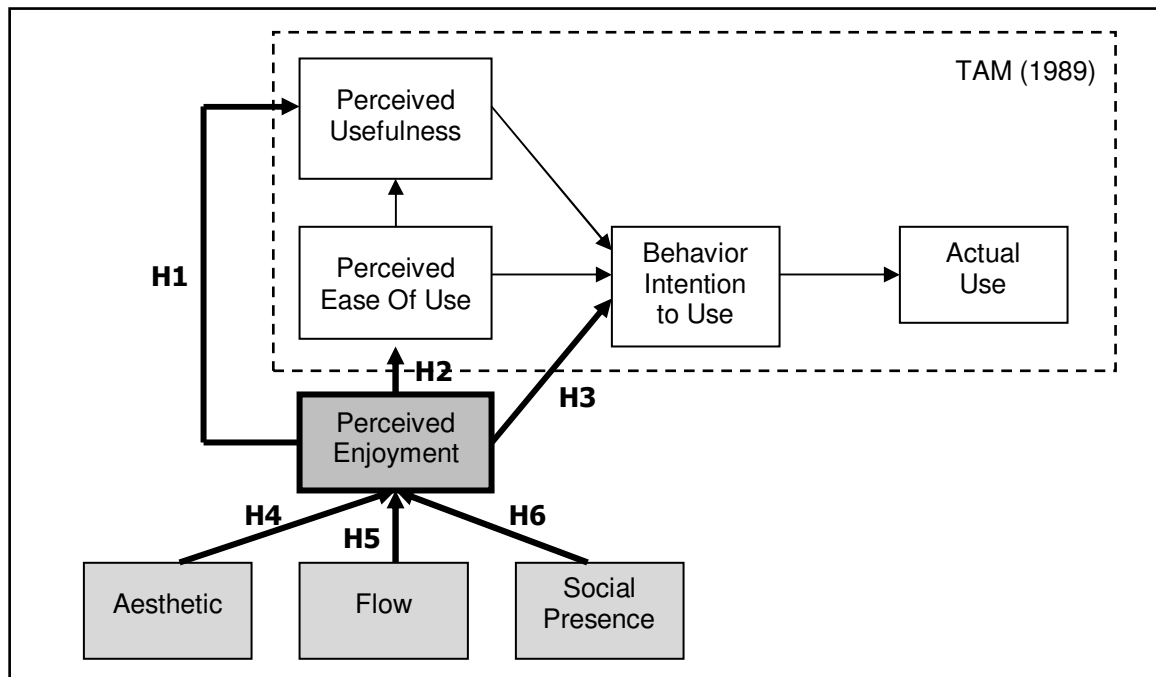 TAM (1989)
Perceived
Usefulness
H1
Perceived
Ease Of Use
Behavior
Intention
to Use
Actual
Use
H2
H3
Perceived
Enjoyment
H4
H5
H6
Aesthetic
Flow
Social
Presence